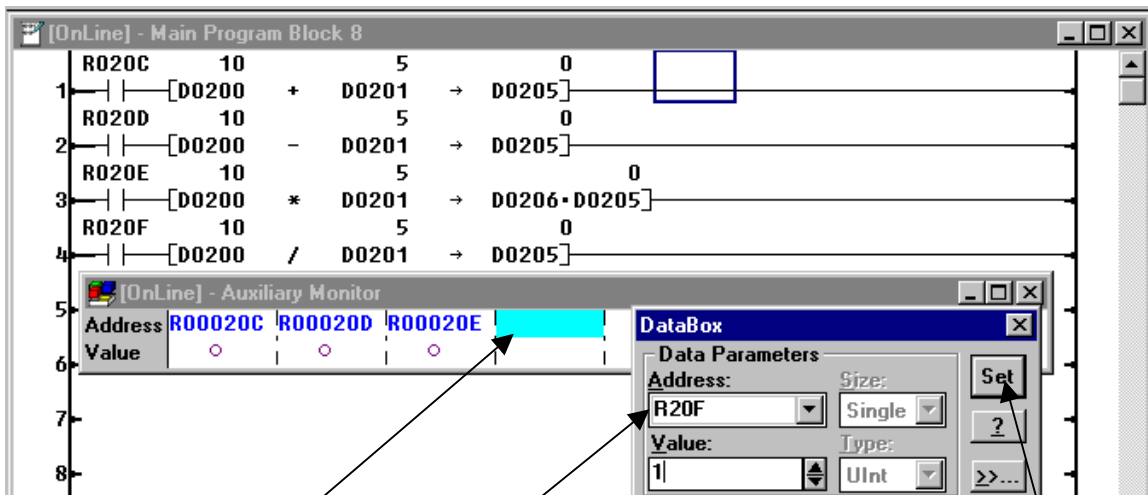 [OnLine] - Main Program Block 8
R020C 10 5 0
1 [D0200 + D0201 → D0205]
R020D 10 5 0
2 [D0200 - D0201 → D0205]
R020E 10 5 0
3 [D0200 * D0201 → D0206·D0205]
R020F 10 5 0
4 [D0200 / D0201 → D0205]
5
[OnLine] - Auxiliary Monitor
Address R00020C R00020D R00020E
Value
6
7
8
DataBox
Data Parameters
Address: Size:
R20F Single
Value: Type:
1 UInt
Set
?
>>...